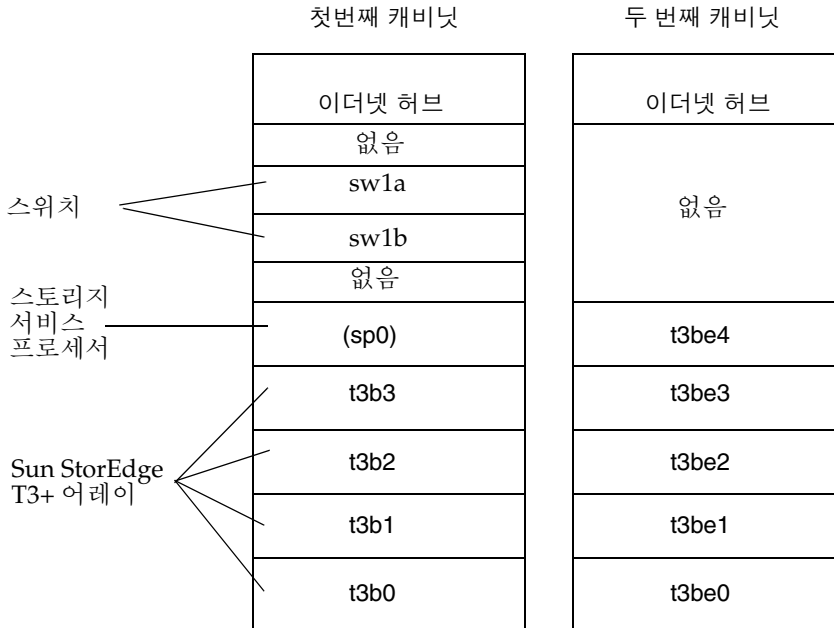 첫번째 캐비닛
두 번째 캐비닛
이더넷 허브
이더넷 허브
없음
스위치
sw1a
sw1b
없음
없음
스토리지
서비스
프로세서
(sp0)
t3be4
t3b3
t3be3
Sun StorEdge
T3+ 어레이
t3b2
t3be2
t3b1
t3be1
t3b0
t3be0